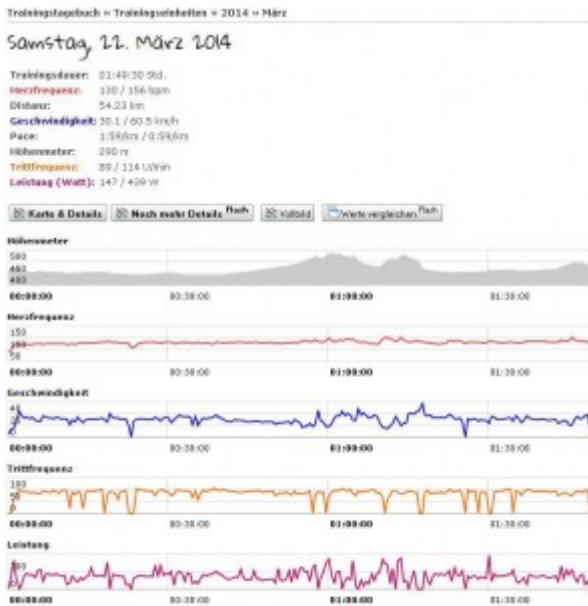 Trainingstagebuch » Trainingseinheiten » 2014 » März
Samstag, 22. März 2014
Trainingsdauer: 01:49:30 Std.
Herzfrequenz: 130 / 156 bpm
Distanz: 54.23 km
Geschwindigkeit: 30.1 / 60.5 km/h
Pace: 1:59/km / 0:59/km
Höhenmeter: 290 m
Trittfrequenz: 89 / 114 U/min
Leistung (Watt): 147 / 439 W
Karte & Details Noch mehr Details Flash Vollbild Werte vergleichen Flash
Höhenmeter
500
450
400
00:00:00 00:30:00 01:00:00 01:30:00
Herzfrequenz
150
100
50
00:00:00 00:30:00 01:00:00 01:30:00
Geschwindigkeit
00:00:00 00:30:00 01:00:00 01:30:00
Trittfrequenz
100
50
00:00:00 00:30:00 01:00:00 01:30:00
Leistung
00:00:00 00:30:00 01:00:00 01:30:00